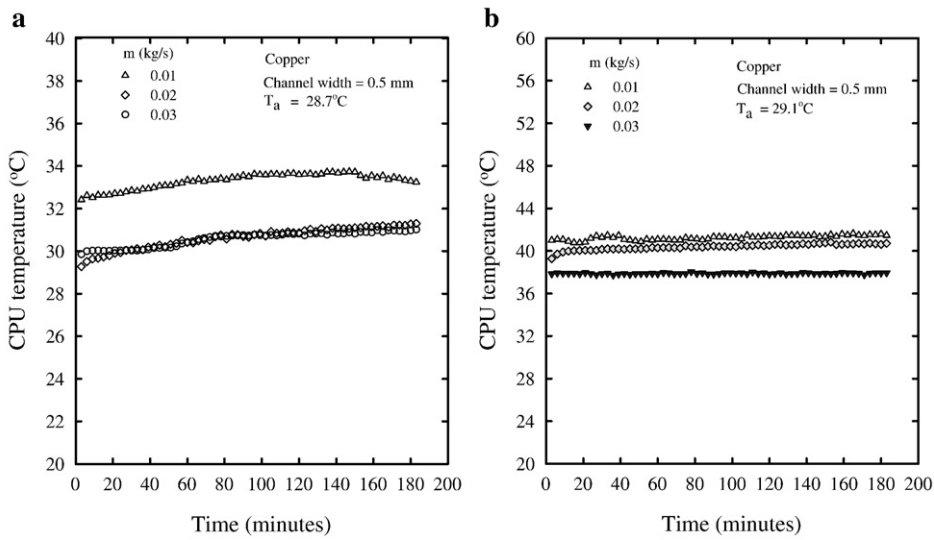 a
40
38
36
34
32
30
28
26
24
22
20
CPU temperature (ºC)
m (kg/s)
0.01
0.02
0.03
Copper
Channel width = 0.5 mm
Ta = 28.7ºC
0 20 40 60 80 100 120 140 160 180 200
Time (minutes)
b
60
56
52
48
44
40
36
32
28
24
20
CPU temperature (ºC)
m (kg/s)
0.01
0.02
0.03
Copper
Channel width = 0.5 mm
Ta = 29.1ºC
0 20 40 60 80 100 120 140 160 180 200
Time (minutes)